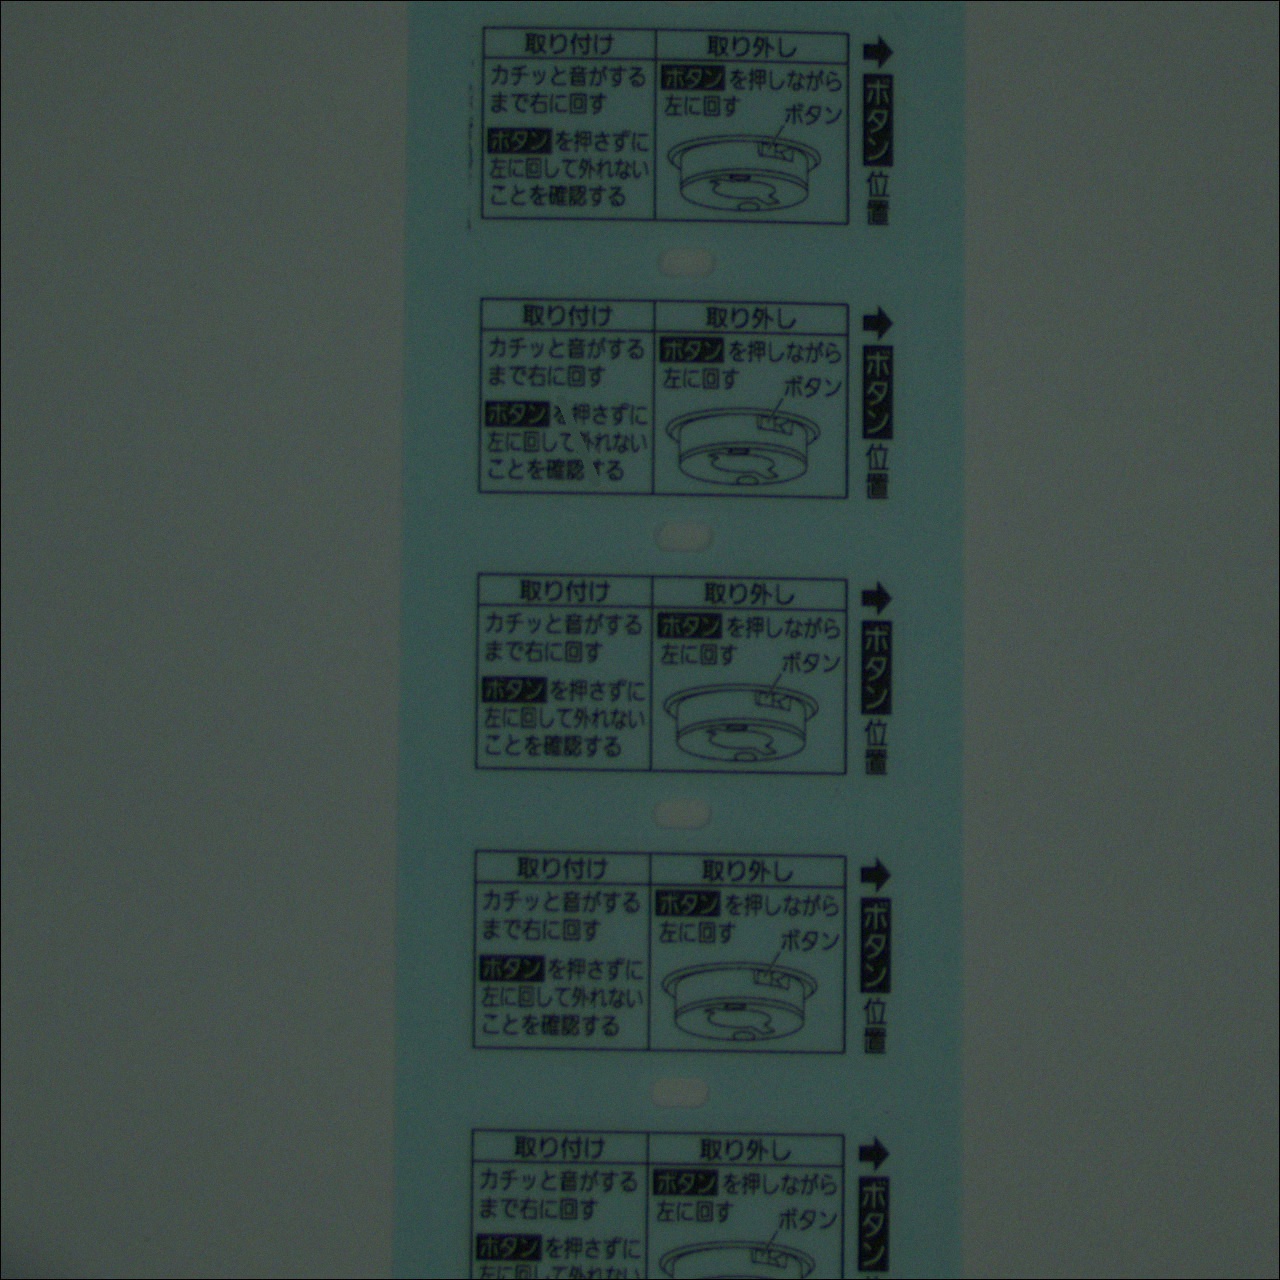 取り付け
カチッと音がする
まで右に回す
ボタンを押さずに
左に回して外れない
ことを確認する
取り外し
ボタンを押しながら
左に回す
ボタン
➡ボタン位置
取り付け
カチッと音がする
まで右に回す
ボタン 押さずに
左に回して れない
ことを確認 る
取り外し
ボタンを押しながら
左に回す
ボタン
➡ボタン位置
取り付け
カチッと音がする
まで右に回す
ボタンを押さずに
左に回して外れない
ことを確認する
取り外し
ボタンを押しながら
左に回す
ボタン
➡ボタン位置
取り付け
カチッと音がする
まで右に回す
ボタンを押さずに
左に回して外れない
ことを確認する
取り外し
ボタンを押しながら
左に回す
ボタン
➡ボタン位置
取り付け
カチッと音がする
まで右に回す
ボタンを押さずに
左に回して外れない
取り外し
ボタンを押しながら
左に回す
ボタン
➡ボタン